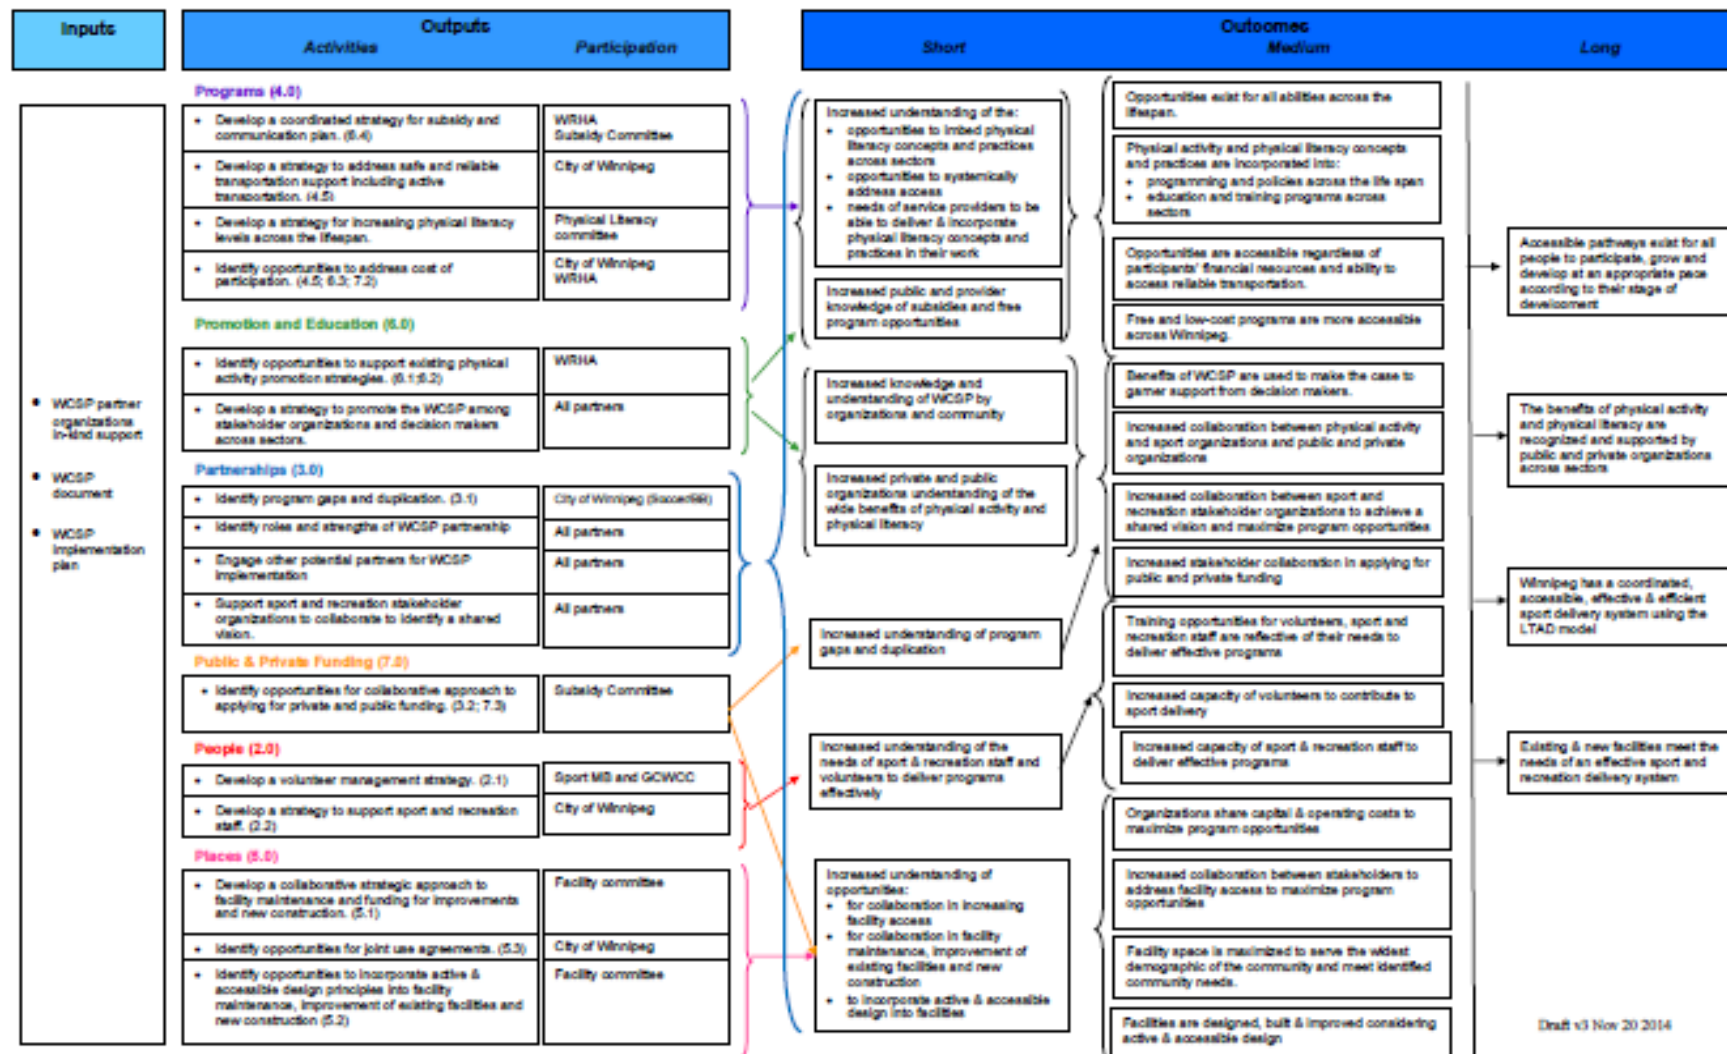 Inputs
Outputs
Activities
Participation
Outcomes
Short
Medium
Long
• WCSP partner
organizations
in-kind support
• WCSP
document
• WCSP
implementation
plan
Programs (4.0)
• Develop a coordinated strategy for subsidy and
communication plan. (6.4)
WRHA
Subsidy Committee
• Develop a strategy to address safe and reliable
transportation support including active
transportation. (4.5)
City of Winnipeg
• Develop a strategy for increasing physical literacy
levels across the lifespan.
Physical Literacy
committee
• Identify opportunities to address cost of
participation. (4.5; 6.3; 7.2)
City of Winnipeg
WRHA
Promotion and Education (6.0)
• Identify opportunities to support existing physical
activity promotion strategies. (6.1;6.2)
WRHA
• Develop a strategy to promote the WCSP among
stakeholder organizations and decision makers
across sectors.
All partners
Partnerships (3.0)
• Identify program gaps and duplication. (3.1)
City of Winnipeg (Soccer/BB)
• Identify roles and strengths of WCSP partnership
All partners
• Engage other potential partners for WCSP
implementation
All partners
• Support sport and recreation stakeholder
organizations to collaborate to identify a shared
vision.
All partners
Public & Private Funding (7.0)
• Identify opportunities for collaborative approach to
applying for private and public funding. (3.2; 7.3)
Subsidy Committee
People (2.0)
• Develop a volunteer management strategy. (2.1)
Sport MB and GCWCC
• Develop a strategy to support sport and recreation
staff. (2.2)
City of Winnipeg
Places (5.0)
• Develop a collaborative strategic approach to
facility maintenance and funding for improvements
and new construction. (5.1)
Facility committee
• Identify opportunities for joint use agreements. (5.3)
City of Winnipeg
• Identify opportunities to incorporate active &
accessible design principles into facility
maintenance, improvement of existing facilities and
new construction (5.2)
Facility committee
Increased understanding of the:
• opportunities to imbed physical
literacy concepts and practices
across sectors
• opportunities to systemically
address access
• needs of service providers to be
able to deliver & incorporate
physical literacy concepts and
practices in their work
Increased public and provider
knowledge of subsidies and free
program opportunities
Increased knowledge and
understanding of WCSP by
organizations and community
Increased private and public
organizations understanding of the
wide benefits of physical activity and
physical literacy
Increased understanding of program
gaps and duplication
Increased understanding of the
needs of sport & recreation staff and
volunteers to deliver programs
effectively
Increased understanding of
opportunities:
• for collaboration in increasing
facility access
• for collaboration in facility
maintenance, improvement of
existing facilities and new
construction
• to incorporate active & accessible
design into facilities
Opportunities exist for all abilities across the
lifespan.
Physical activity and physical literacy concepts
and practices are incorporated into:
• programming and policies across the life span
• education and training programs across
sectors
Opportunities are accessible regardless of
participants' financial resources and ability to
access reliable transportation.
Free and low-cost programs are more accessible
across Winnipeg.
Benefits of WCSP are used to make the case to
garner support from decision makers.
Increased collaboration between physical activity
and sport organizations and public and private
organizations
Increased collaboration between sport and
recreation stakeholder organizations to achieve a
shared vision and maximize program opportunities
Increased stakeholder collaboration in applying for
public and private funding
Training opportunities for volunteers, sport and
recreation staff are reflective of their needs to
deliver effective programs
Increased capacity of volunteers to contribute to
sport delivery
Increased capacity of sport & recreation staff to
deliver effective programs
Organizations share capital & operating costs to
maximize program opportunities
Increased collaboration between stakeholders to
address facility access to maximize program
opportunities
Facility space is maximized to serve the widest
demographic of the community and meet identified
community needs.
Facilities are designed, built & improved considering
active & accessible design
Accessible pathways exist for all
people to participate, grow and
develop at an appropriate pace
according to their stage of
development
The benefits of physical activity
and physical literacy are
recognized and supported by
public and private organizations
across sectors
Winnipeg has a coordinated,
accessible, effective & efficient
sport delivery system using the
LTAD model
Existing & new facilities meet the
needs of an effective sport and
recreation delivery system
Draft v3 Nov 20 2014